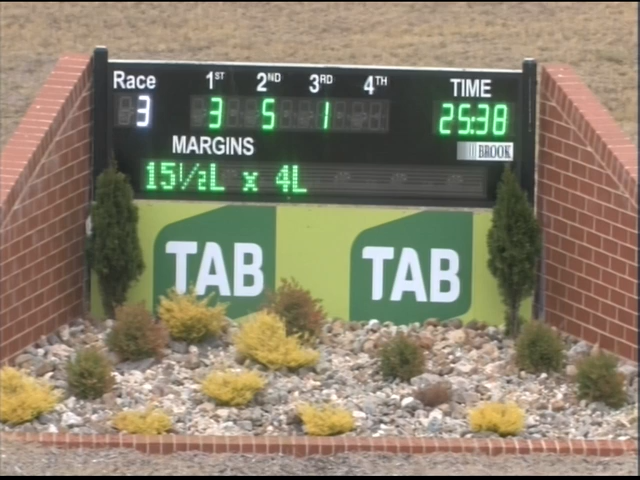 Race 1ST 2ND 3RD 4TH TIME
3 3 5 1 25:38
MARGINS BROOK
15½L x 4L
TAB TAB